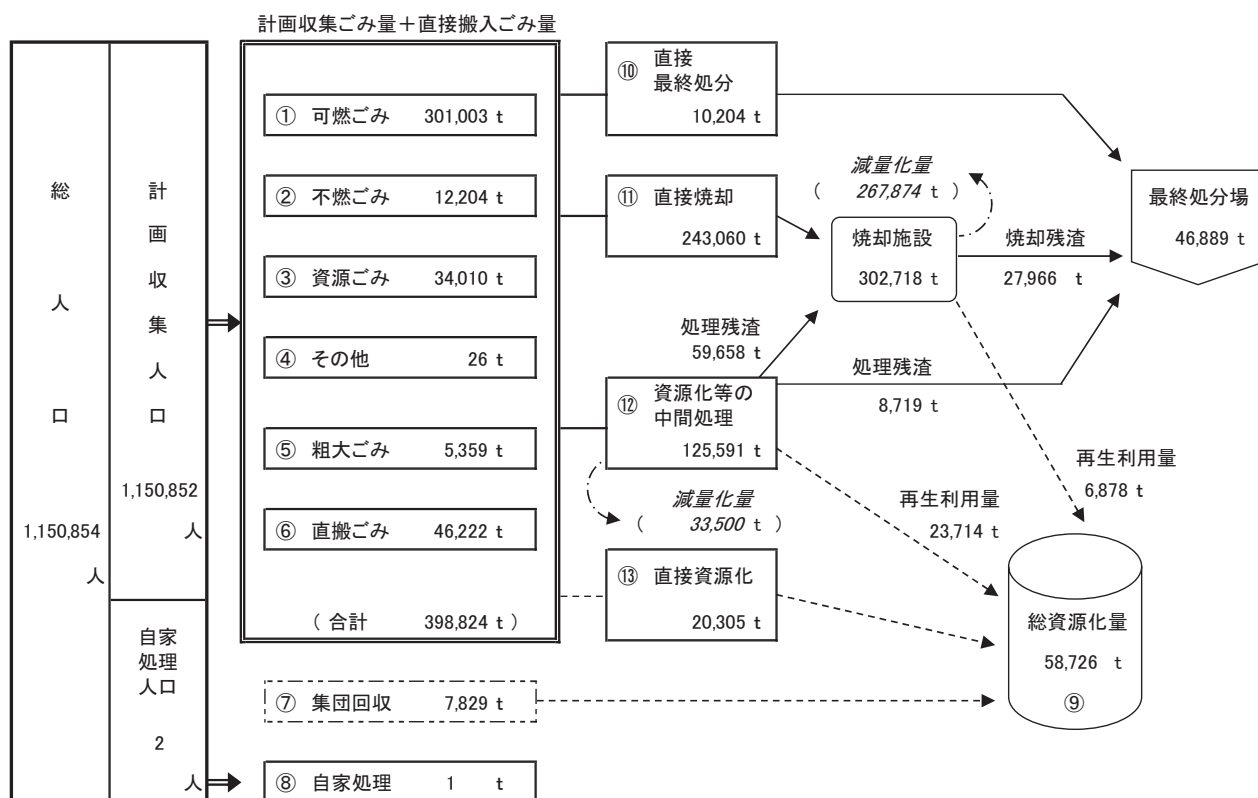 計画収集ごみ量＋直接搬入ごみ量
総人口
1,150,854
人
計画収集人口
1,150,852
人
自家
処理
人口
2
人
① 可燃ごみ 301,003 t
② 不燃ごみ 12,204 t
③ 資源ごみ 34,010 t
④ その他 26 t
⑤ 粗大ごみ 5,359 t
⑥ 直搬ごみ 46,222 t
（ 合計 398,824 t ）
⑦ 集団回収 7,829 t
⑧ 自家処理 1 t
⑩ 直接
最終処分
10,204 t
⑪ 直接焼却
243,060 t
⑫ 資源化等の
中間処理
125,591 t
減量化量
（ 33,500 t ）
⑬ 直接資源化
20,305 t
減量化量
（ 267,874 t ）
焼却施設
302,718 t
処理残渣
59,658 t
焼却残渣
27,966 t
処理残渣
8,719 t
最終処分場
46,889 t
再生利用量
6,878 t
再生利用量
23,714 t
総資源化量
58,726 t
⑨